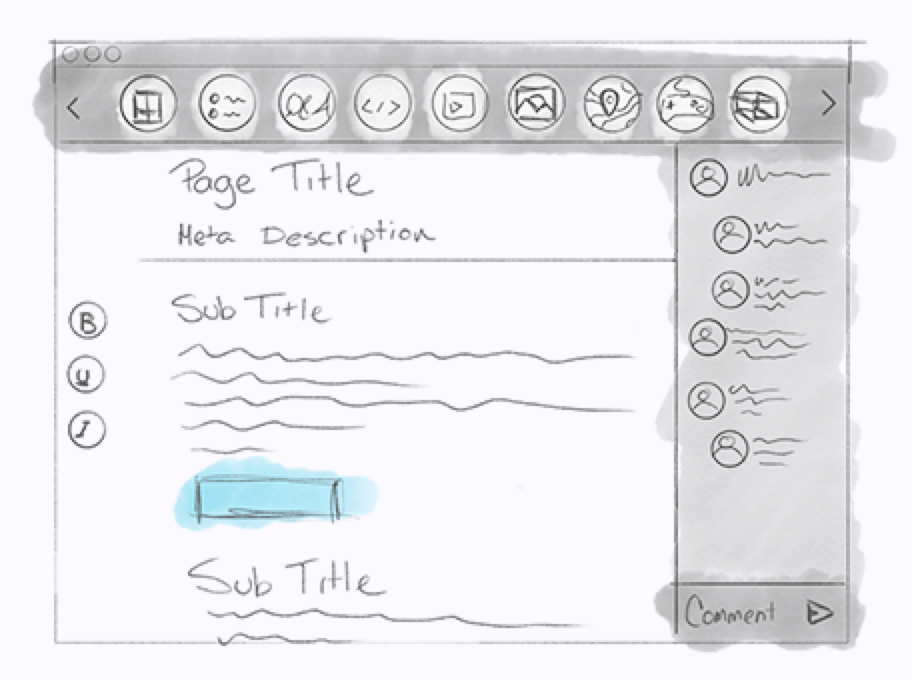 Q&A
</>
Page Title
Meta Description
Sub Title
B
U
I
Sub Title
Comment